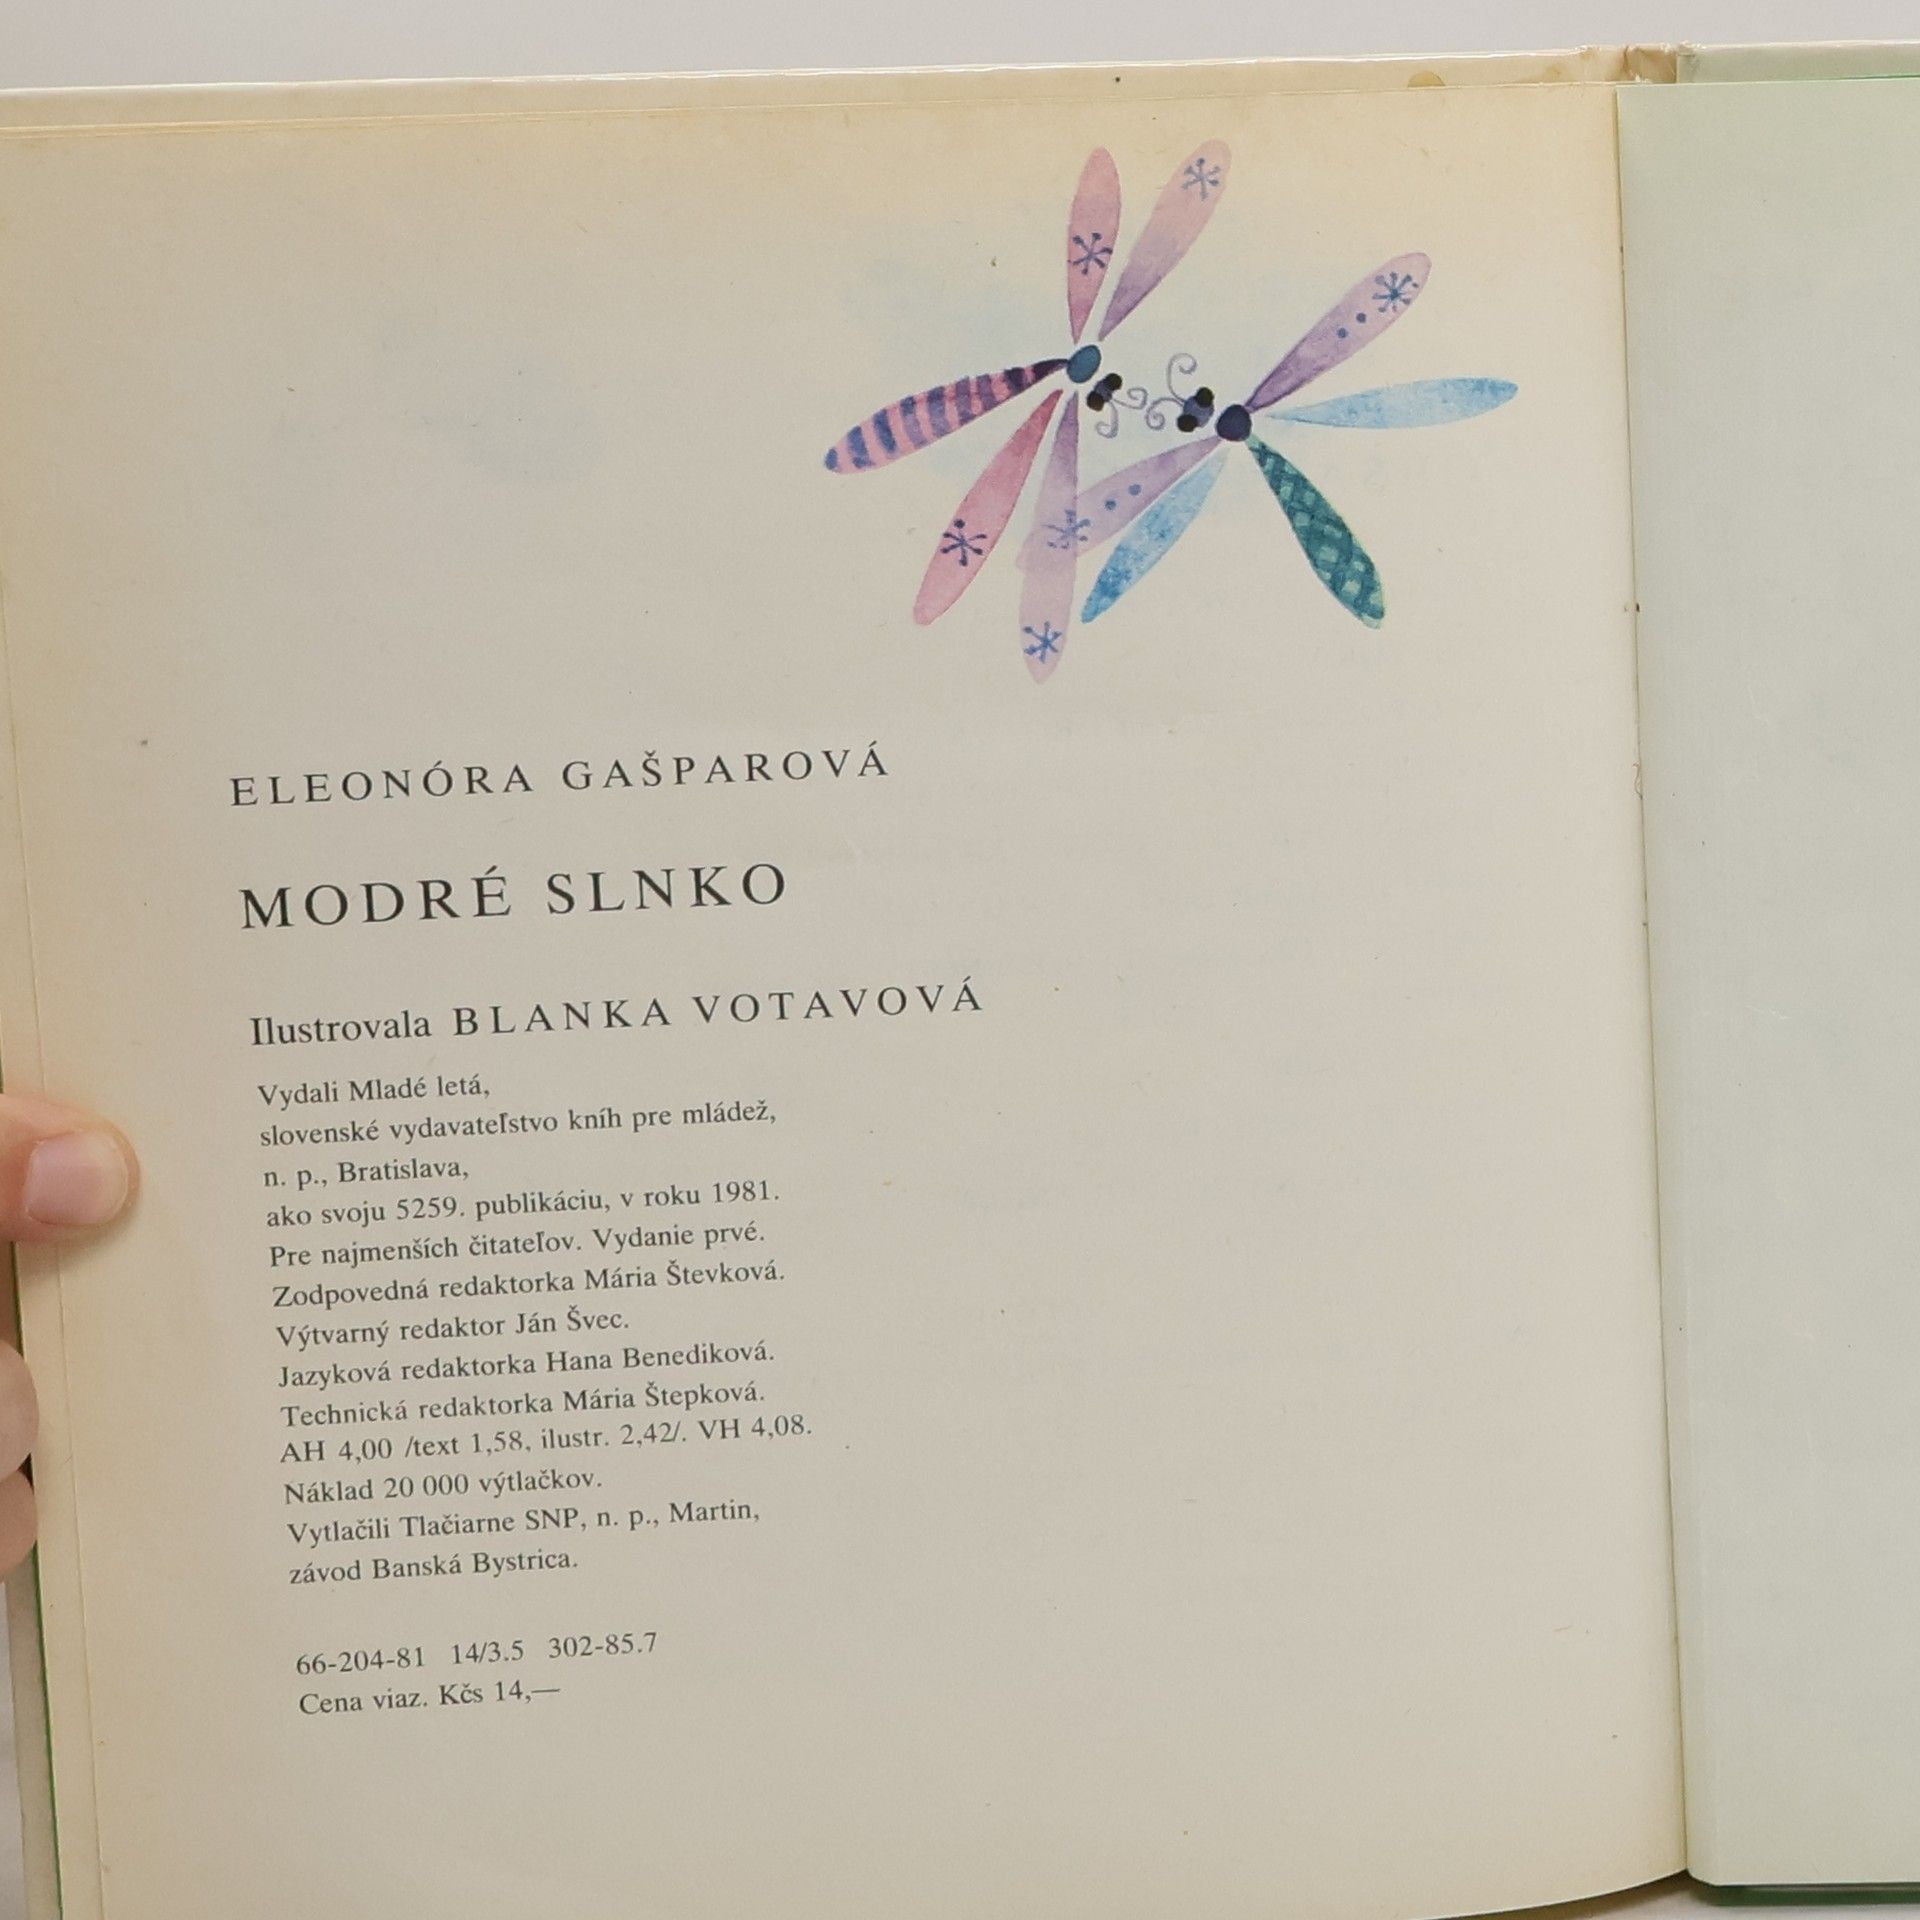 ELEONÓRA GAŠPAROVÁ
MODRÉ SLNKO
Ilustrovala BLANKA VOTAVOVÁ
Vydali Mladé letá,
slovenské vydavateľstvo kníh pre mládež,
n. p., Bratislava,
ako svoju 5259. publikáciu, v roku 1981.
Pre najmenších čitateľov. Vydanie prvé.
Zodpovedná redaktorka Mária Števková.
Výtvarný redaktor Ján Švec.
Jazyková redaktorka Hana Benediková.
Technická redaktorka Mária Štepková.
AH 4,00 /text 1,58, ilustr. 2,42/. VH 4,08.
Náklad 20 000 výtlačkov.
Vytlačili Tlačiarne SNP, n. p., Martin,
závod Banská Bystrica.
66-204-81 14/3.5 302-85.7
Cena viaz. Kčs 14,—